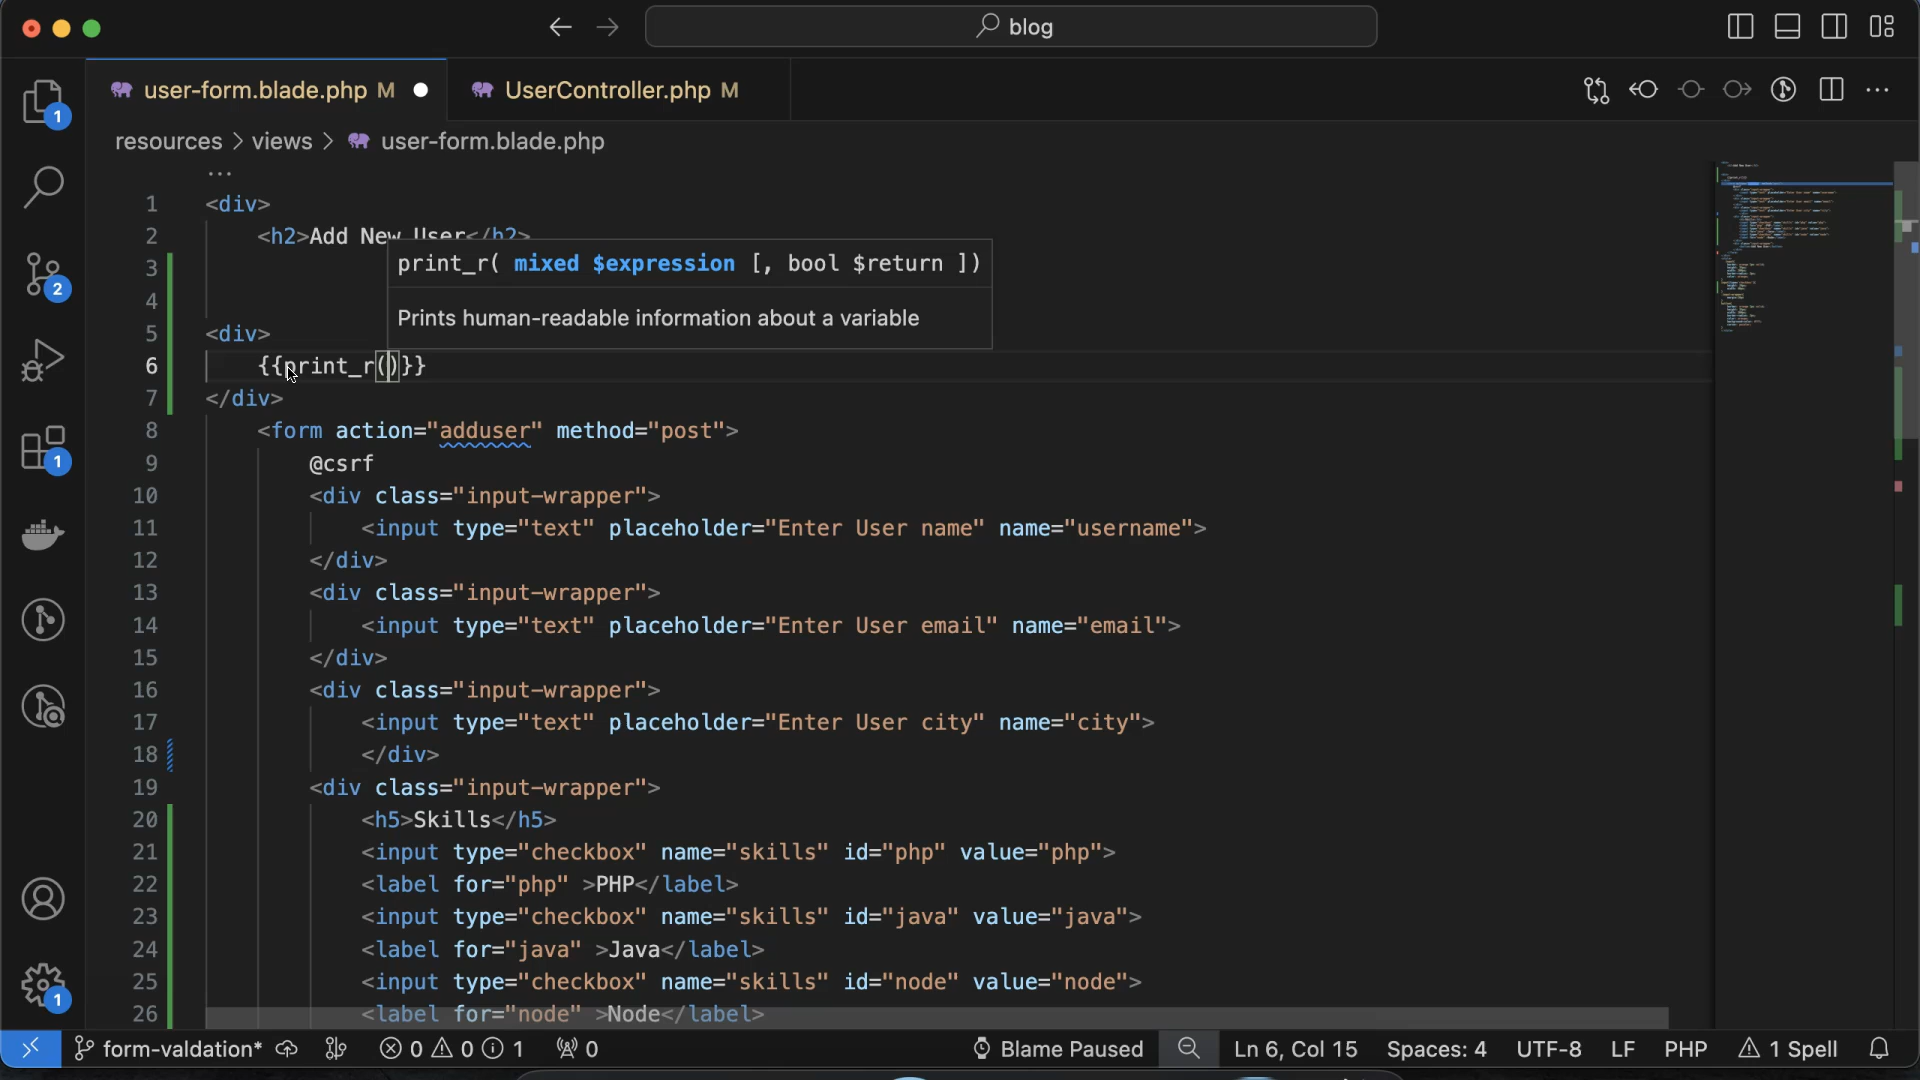 blog
user-form.blade.php M
UserController.php M
resources > views > user-form.blade.php
...
1 <div>
2 <h2>Add New User</h2>
3
4
print_r( mixed $expression [, bool $return ])
Prints human-readable information about a variable
5 <div>
6 {{print_r()}}
7 </div>
8 <form action="adduser" method="post">
9 @csrf
10 <div class="input-wrapper">
11 <input type="text" placeholder="Enter User name" name="username">
12 </div>
13 <div class="input-wrapper">
14 <input type="text" placeholder="Enter User email" name="email">
15 </div>
16 <div class="input-wrapper">
17 <input type="text" placeholder="Enter User city" name="city">
18 </div>
19 <div class="input-wrapper">
20 <h5>Skills</h5>
21 <input type="checkbox" name="skills" id="php" value="php">
22 <label for="php" >PHP</label>
23 <input type="checkbox" name="skills" id="java" value="java">
24 <label for="java" >Java</label>
25 <input type="checkbox" name="skills" id="node" value="node">
26 <label for="node" >Node</label>
1
2
1
1
form-valdation* 0 0 1 0 Blame Paused Ln 6, Col 15 Spaces: 4 UTF-8 LF PHP 1 Spell